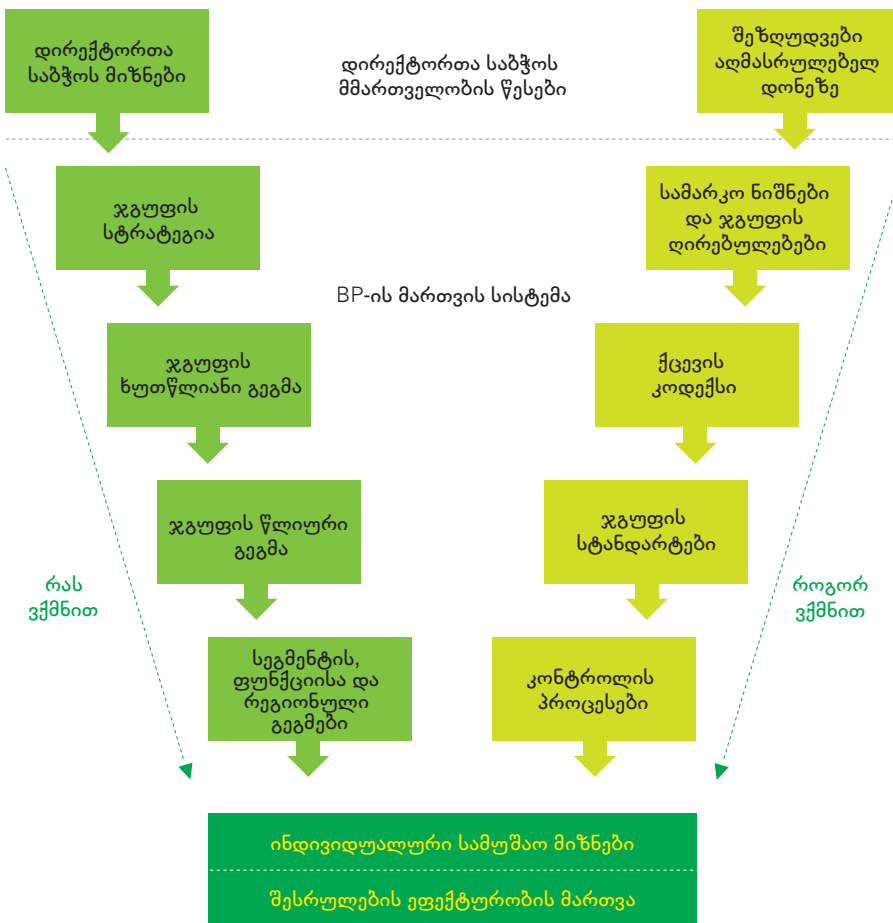 დირექტორთა
საბჭოს მიზნები
დირექტორთა საბჭოს
მმართველობის წესები
შეზღუდვები
აღმასრულებელ
დონეზე
ჯგუფის
სტრატეგია
სამარკო ნიშნები
და ჯგუფის
ღირებულებები
BP-ის მართვის სისტემა
ჯგუფის
ხუთწლიანი გეგმა
ქცევის
კოდექსი
ჯგუფის წლიური
გეგმა
ჯგუფის
სტანდარტები
რას
ვქმნით
როგორ
ვქმნით
სეგმენტის,
ფუნქციისა და
რეგიონული
გეგმები
კონტროლის
პროცესები
ინდივიდუალური სამუშაო მიზნები
შესრულების ეფექტურობის მართვა